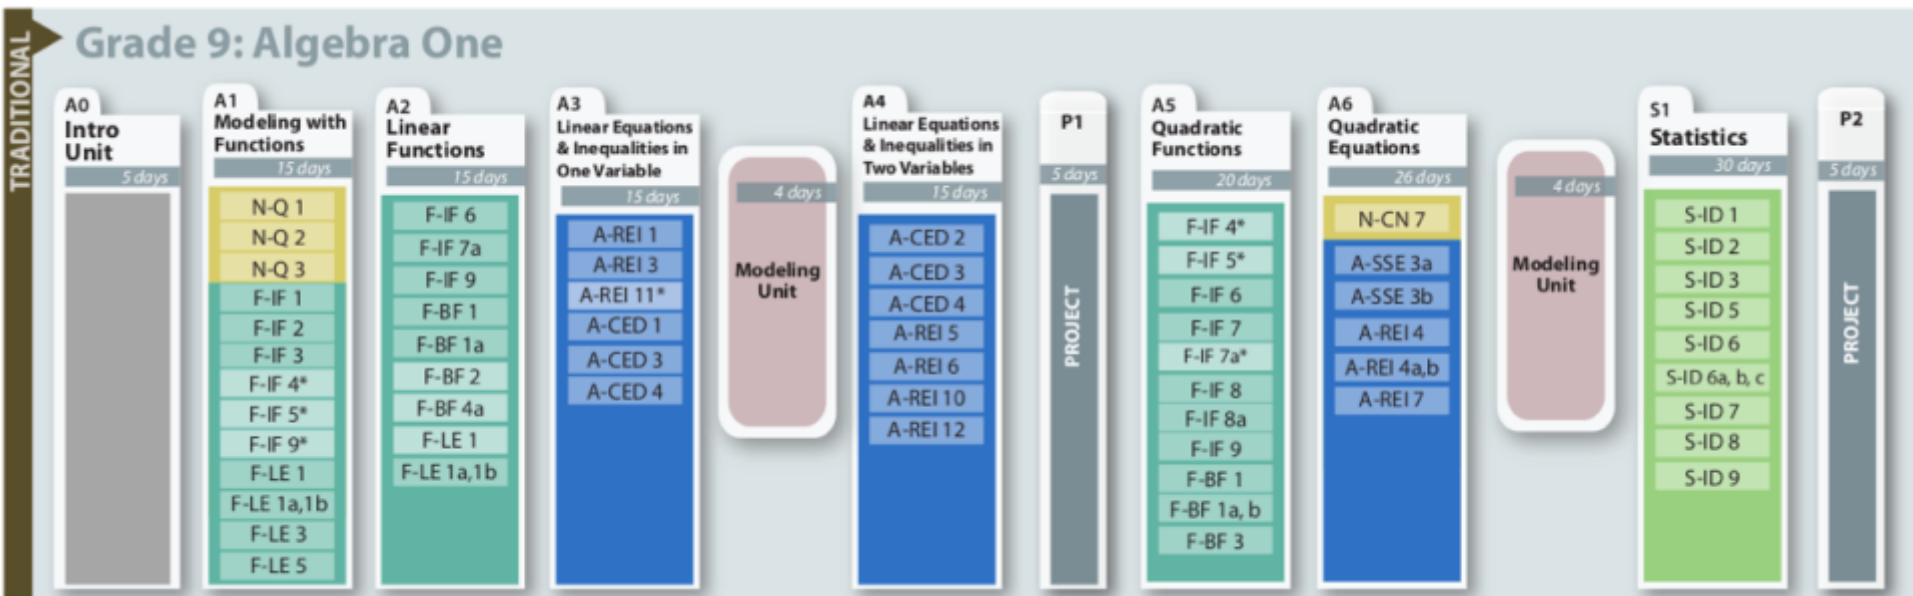 TRADITIONAL
Grade 9: Algebra One
A0
Intro
Unit
5 days
A1
Modeling with
Functions
15 days
N-Q 1
N-Q 2
N-Q 3
F-IF 1
F-IF 2
F-IF 3
F-IF 4*
F-IF 5*
F-IF 9*
F-LE 1
F-LE 1a,1b
F-LE 3
F-LE 5
A2
Linear
Functions
15 days
F-IF 6
F-IF 7a
F-IF 9
F-BF 1
F-BF 1a
F-BF 2
F-BF 4a
F-LE 1
F-LE 1a,1b
A3
Linear Equations
& Inequalities in
One Variable
15 days
A-REI 1
A-REI 3
A-REI 11*
A-CED 1
A-CED 3
A-CED 4
4 days
Modeling
Unit
A4
Linear Equations
& Inequalities in
Two Variables
15 days
A-CED 2
A-CED 3
A-CED 4
A-REI 5
A-REI 6
A-REI 10
A-REI 12
P1
5 days
PROJECT
A5
Quadratic
Functions
20 days
F-IF 4*
F-IF 5*
F-IF 6
F-IF 7
F-IF 7a*
F-IF 8
F-IF 8a
F-IF 9
F-BF 1
F-BF 1a, b
F-BF 3
A6
Quadratic
Equations
26 days
N-CN 7
A-SSE 3a
A-SSE 3b
A-REI 4
A-REI 4a,b
A-REI 7
4 days
Modeling
Unit
S1
Statistics
30 days
S-ID 1
S-ID 2
S-ID 3
S-ID 5
S-ID 6
S-ID 6a, b, c
S-ID 7
S-ID 8
S-ID 9
P2
5 days
PROJECT